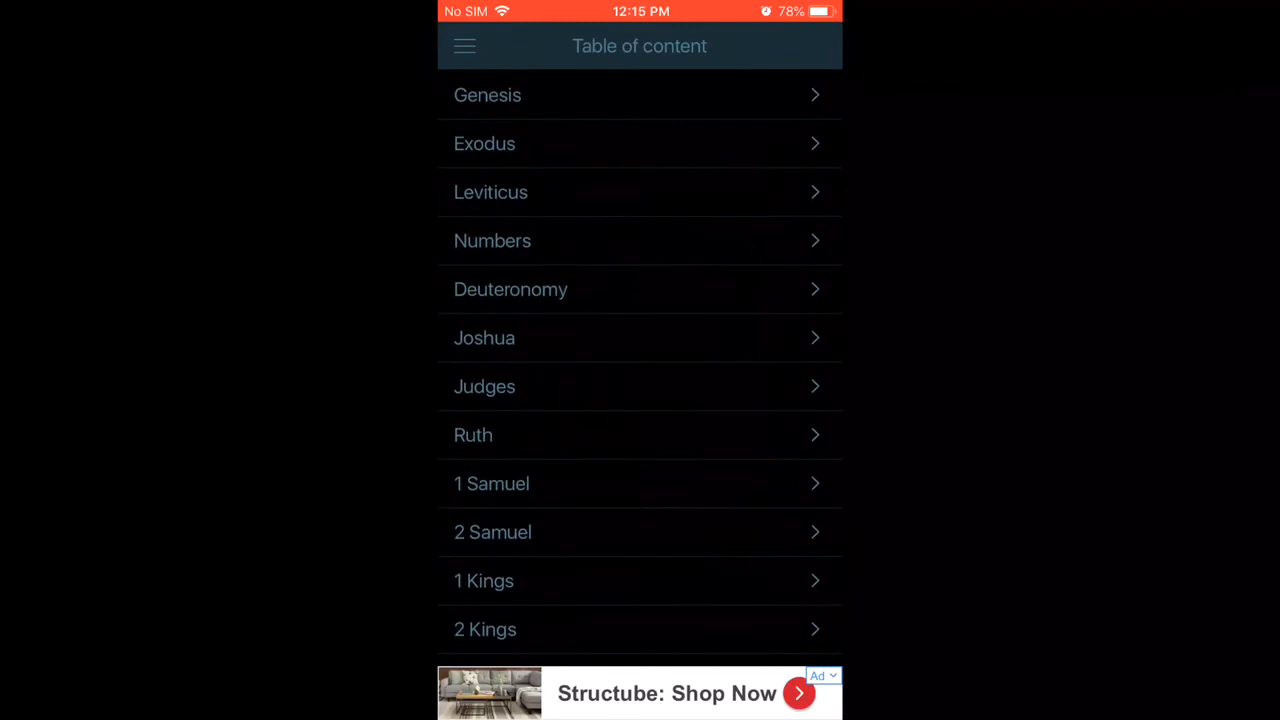 No SIM 12:15 PM 78%
Table of content
Genesis
Exodus
Leviticus
Numbers
Deuteronomy
Joshua
Judges
Ruth
1 Samuel
2 Samuel
1 Kings
2 Kings
Ad
Structube: Shop Now